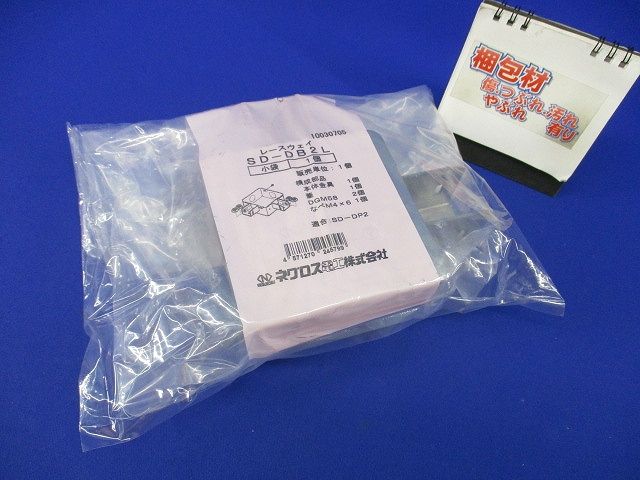 10030705
レースウェイ
SD-DB2L
小袋 1個
販売単位:1個
構成部品
本体金具 1個
蓋 1個
DGM58 2個
なべM4×6 1個
適合:SD-DP2
ネグロス電工株式会社
梱包材
傷つぶれ、汚れ
やぶれ 有り